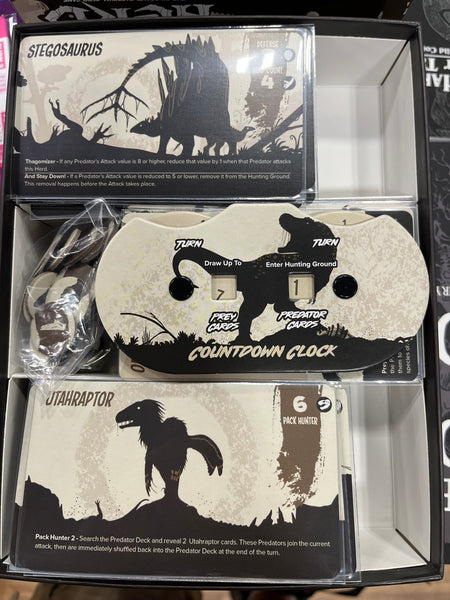 STEGOSAURUS
DEFENSE
COUNT
4
Thagomizer - If any Predator's Attack value is 8 or higher, reduce that value by 1 when that Predator attacks
this Herd.
And Stay Down! - If a Predator's Attack value is reduced to 5 or lower, remove it from the Hunting Ground.
This removal happens before the Attack takes place.
TURN
TURN
Draw Up To
Enter Hunting Ground
7
1
PREY
CARDS
PREDATOR
CARDS
COUNTDOWN CLOCK
UTAHRAPTOR
6
PACK HUNTER
Pack Hunter 2 - Search the Predator Deck and reveal 2 Utahraptor cards. These Predators join the current
attack, then are immediately shuffled back into the Predator Deck at the end of the turn.